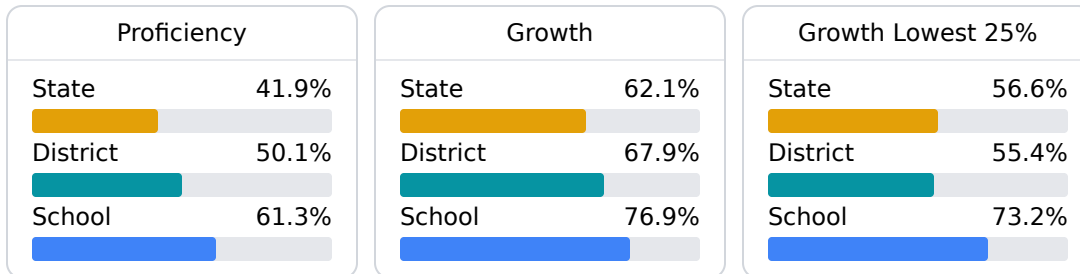 Proficiency
State 41.9%
District 50.1%
School 61.3%
Growth
State 62.1%
District 67.9%
School 76.9%
Growth Lowest 25%
State 56.6%
District 55.4%
School 73.2%